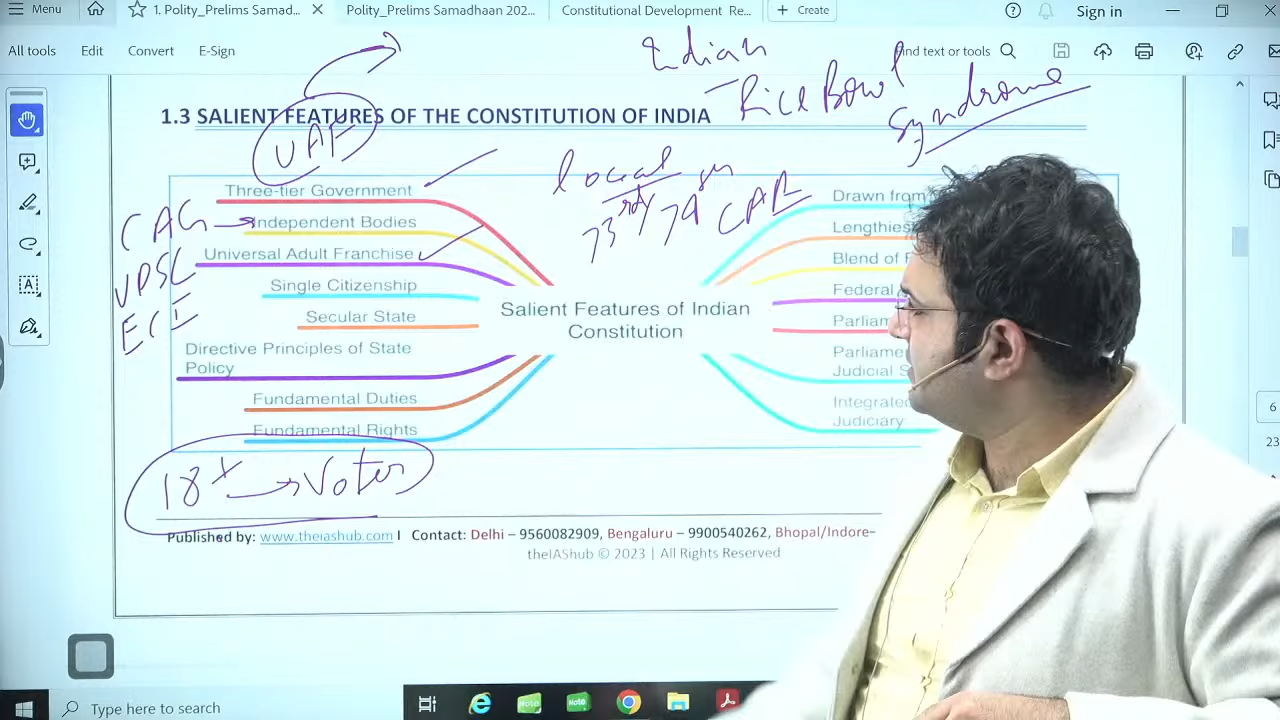 Menu
1. Polity_Prelims Samad...
Polity_Prelims Samadhaan 202...
Constitutional Development Re...
+ Create
Sign in
All tools
Edit
Convert
E-Sign
Find text or tools
Indian
Rice Bowl
Syndrome
1.3 SALIENT FEATURES OF THE CONSTITUTION OF INDIA
UAF
Three-tier Government
Independent Bodies
Universal Adult Franchise
Single Citizenship
Secular State
Directive Principles of State
Policy
Fundamental Duties
Fundamental Rights
CAG
UPSC
ECI
local
73rd 74
Salient Features of Indian
Constitution
Drawn from
Lengthies
Blend of
Federal
Parliam
Parliame
Judicial S
Integrated
Judiciary
18+ → Voter
Published by: www.theiashub.com I Contact: Delhi – 9560082909, Bengaluru – 9900540262, Bhopal/Indore–
theIAShub © 2023 | All Rights Reserved
6
23
Type here to search